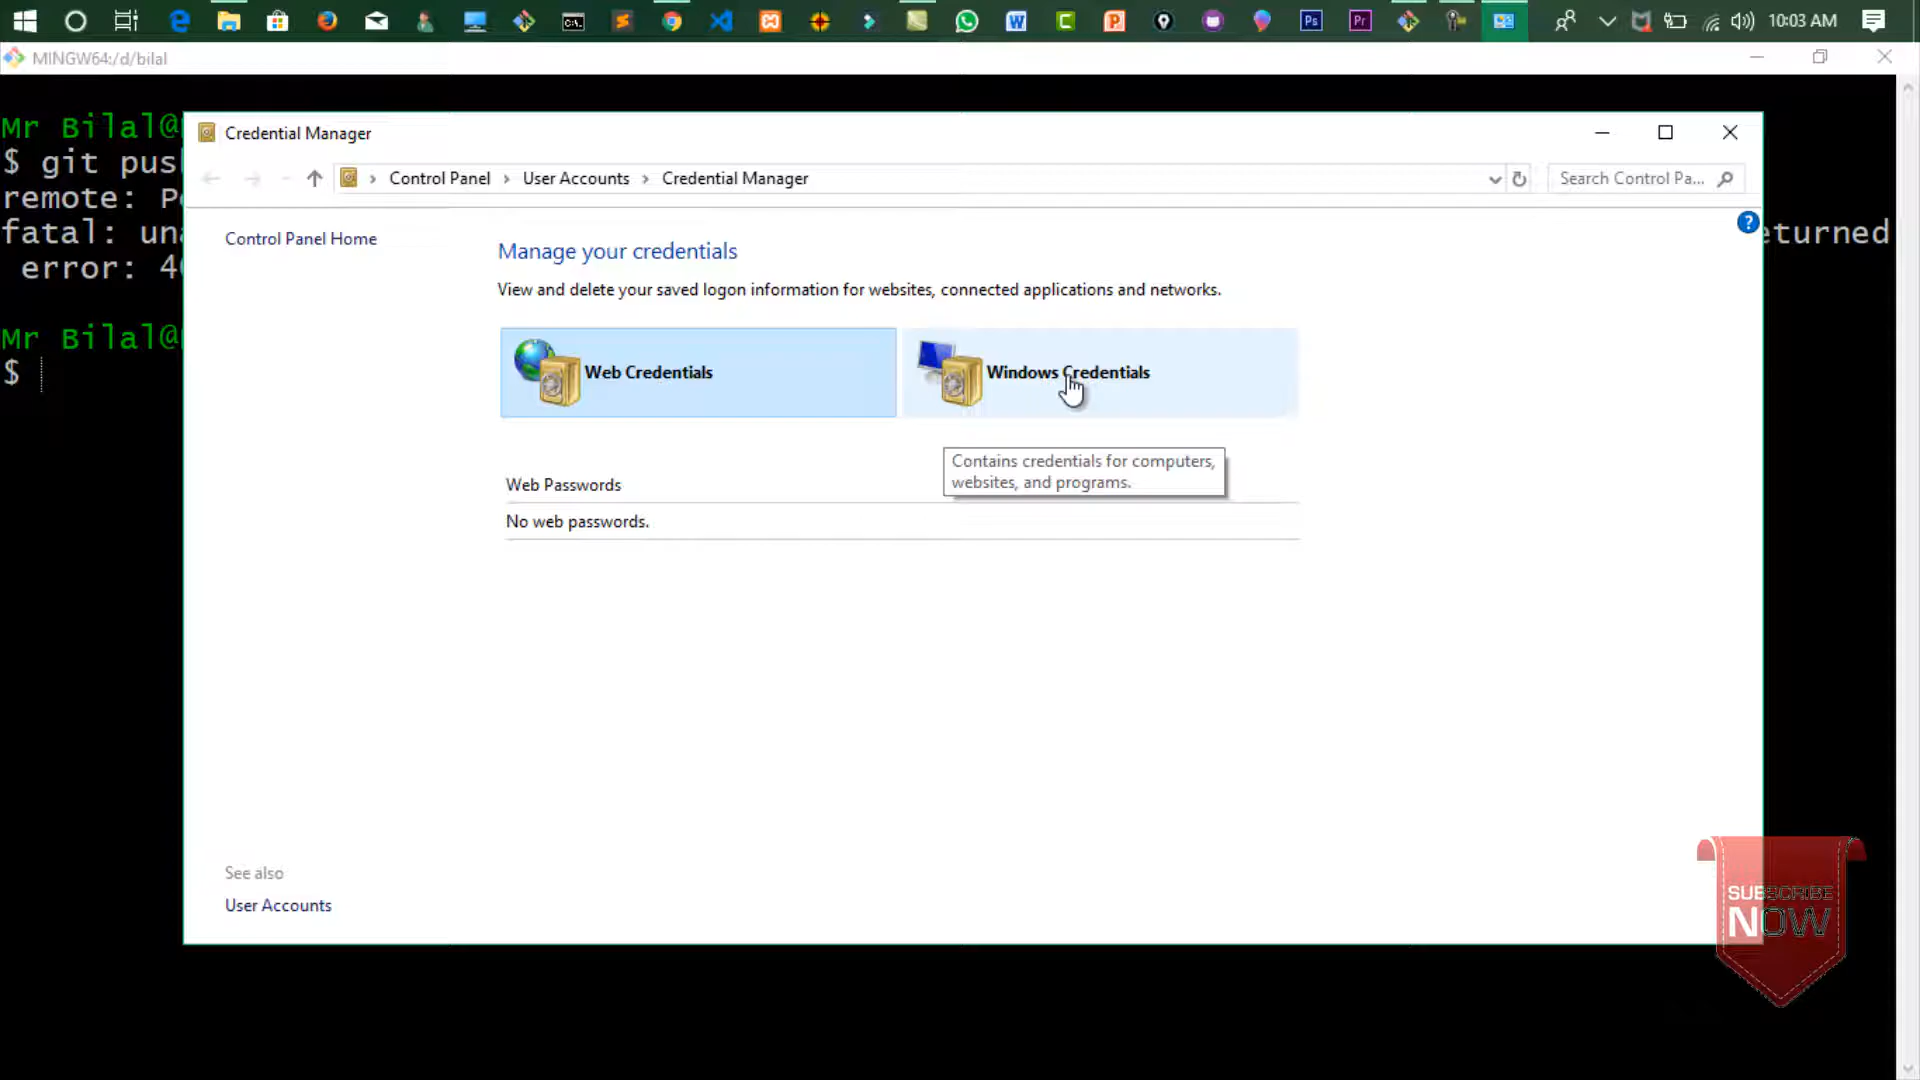 10:03 AM
MINGW64:/d/bilal
Mr Bilal@
$ git pus
remote: P
fatal: una
eturned
error: 4
Mr Bilal@
$
Credential Manager
Control Panel › User Accounts › Credential Manager
Search Control Pa...
Control Panel Home
Manage your credentials
View and delete your saved logon information for websites, connected applications and networks.
Web Credentials
Windows Credentials
Contains credentials for computers,
websites, and programs.
Web Passwords
No web passwords.
See also
User Accounts
SUBSCRIBE
NOW